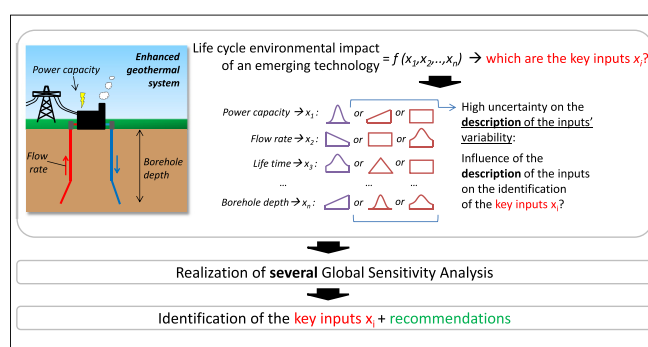 Enhanced
geothermal
system
Power capacity
Flow
rate
Borehole
depth
Life cycle environmental impact
of an emerging technology
= f (x1,x2,..,xn) → which are the key inputs xi?
Power capacity → x1: or or
Flow rate → x2: or or
Life time → x3: or or
... ... ...
Borehole depth → xn: or or
High uncertainty on the
description of the inputs'
variability:
Influence of the
description of the inputs
on the identification
of the key inputs xi?
Realization of several Global Sensitivity Analysis
Identification of the key inputs xi + recommendations